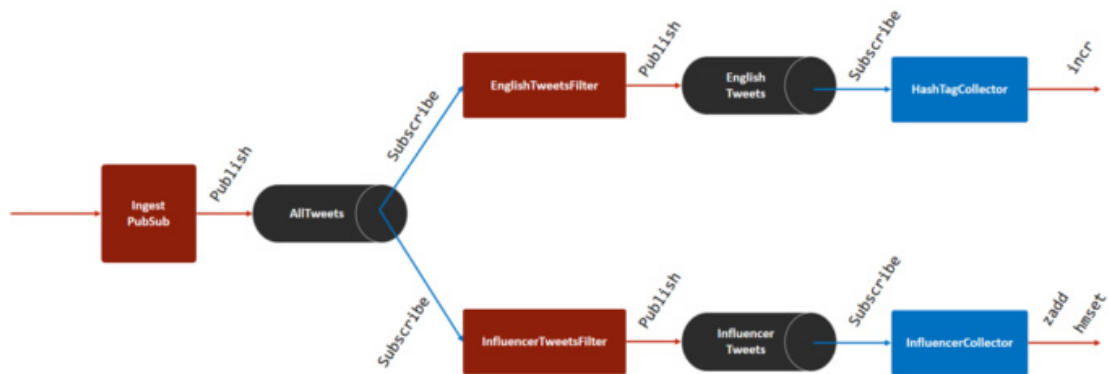 Publish
Subscribe
incr
EnglishTweetsFilter
English
Tweets
HashTagCollector
Subscribe
Ingest
PubSub
Publish
AllTweets
Subscribe
Publish
Subscribe
zadd
hmset
InfluencerTweetsFilter
Influencer
Tweets
InfluencerCollector